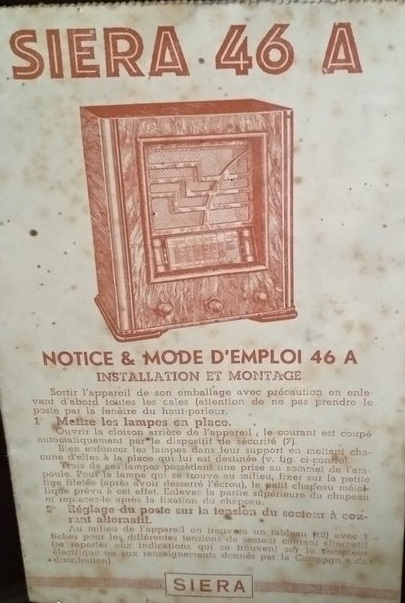 SIERA 46 A
NOTICE & MODE D'EMPLOI 46 A
INSTALLATION ET MONTAGE
Sortir l'appareil de son emballage avec précaution en enle-
vant d'abord toutes les cales (attention de ne pas prendre le
poste par la fenêtre du haut-parleur.
1° Mettre les lampes en place.
Ouvrir la cloison arrière de l'appareil, le courant est coupé
automatiquement par le dispositif de sécurité (7).
Bien enfoncer les lampes dans leur support en mettant cha-
cune d'elles à la place qui lui est destinée (v. fig. ci-contre).
Trois de ces lampes possèdent une prise au sommet de l'am-
poule. Pour la lampe qui se trouve au milieu, fixer sur la petite
tige filetée (après avoir desserré l'écrou), le petit chapeau métal-
lique prévu à cet effet. Enlevez la partie supérieure du chapeau
et replacez-la après la fixation du chapeau.
2° Réglage du poste sur la tension du secteur à cou-
rant alternatif.
Au milieu de l'appareil on trouvera un tableau (12) avec 3
fiches pour les différentes tensions de secteur courant alternatif
(se reporter aux indications qui se trouvent sur le compteur
électrique ou aux renseignements donnés par la Compagnie de
distribution).
SIERA